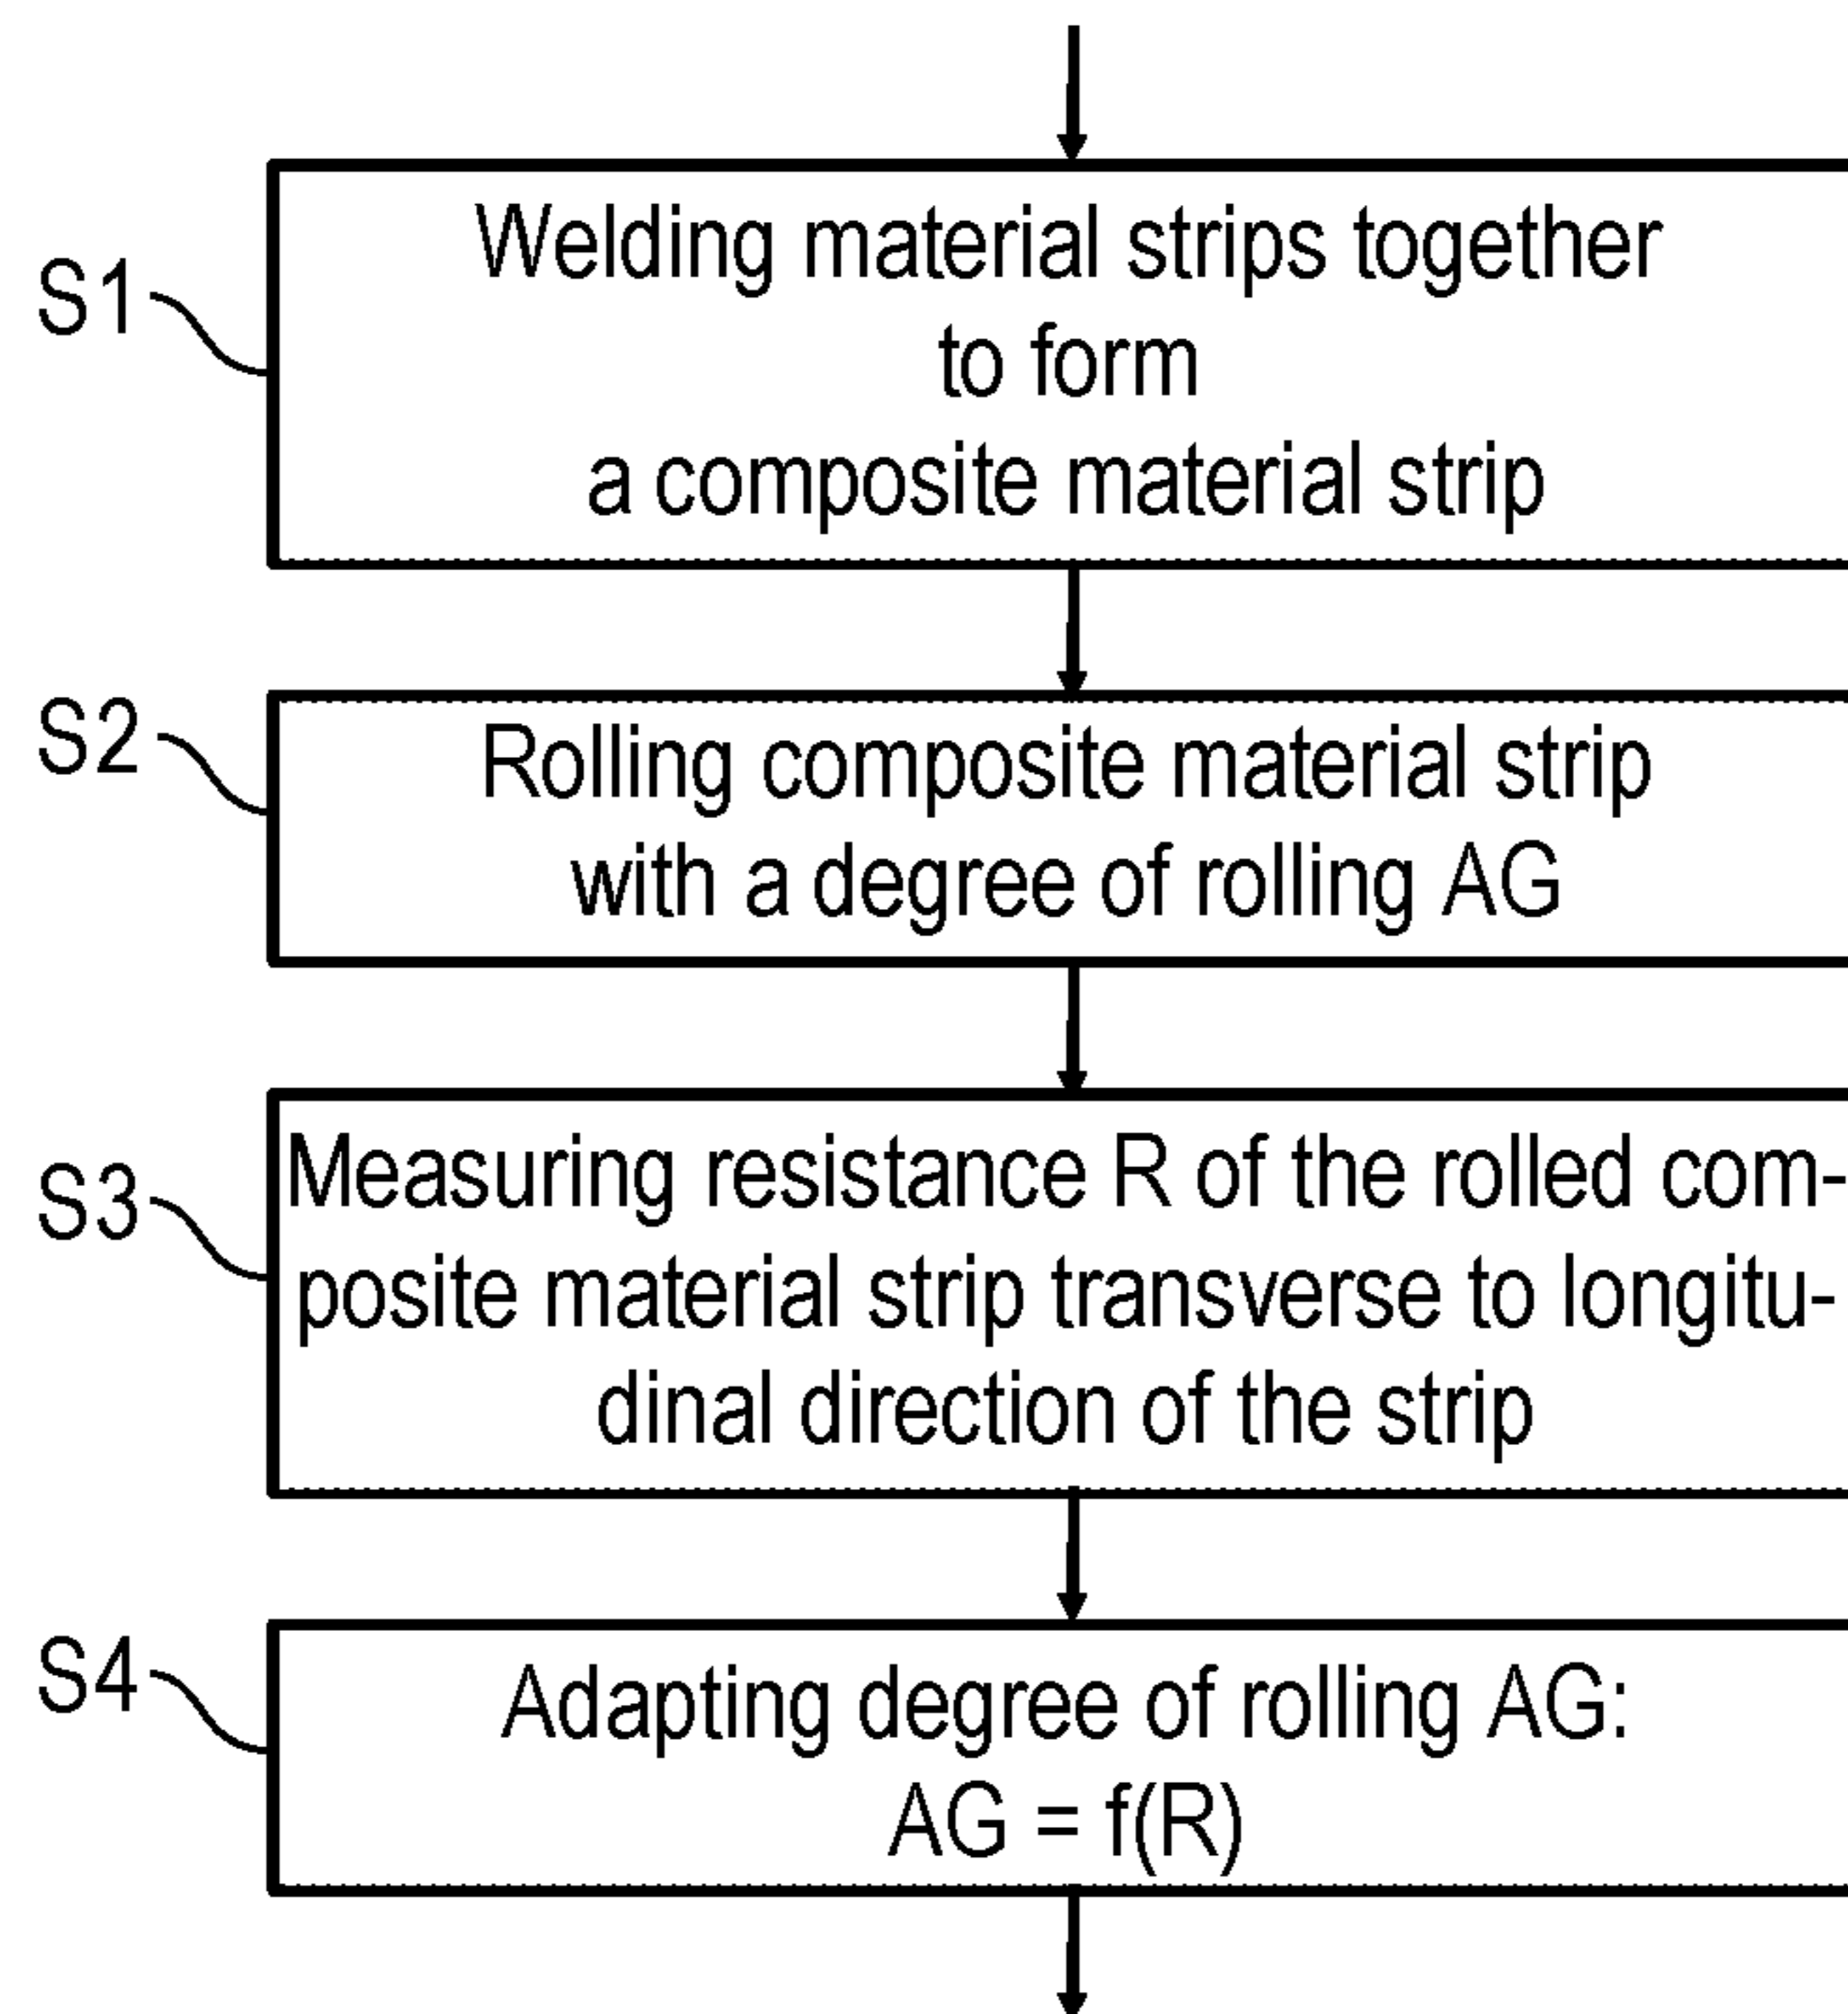 S1
Welding material strips together
to form
a composite material strip
S2
Rolling composite material strip
with a degree of rolling AG
S3
Measuring resistance R of the rolled com-
posite material strip transverse to longitu-
dinal direction of the strip
S4
Adapting degree of rolling AG:
AG = f(R)